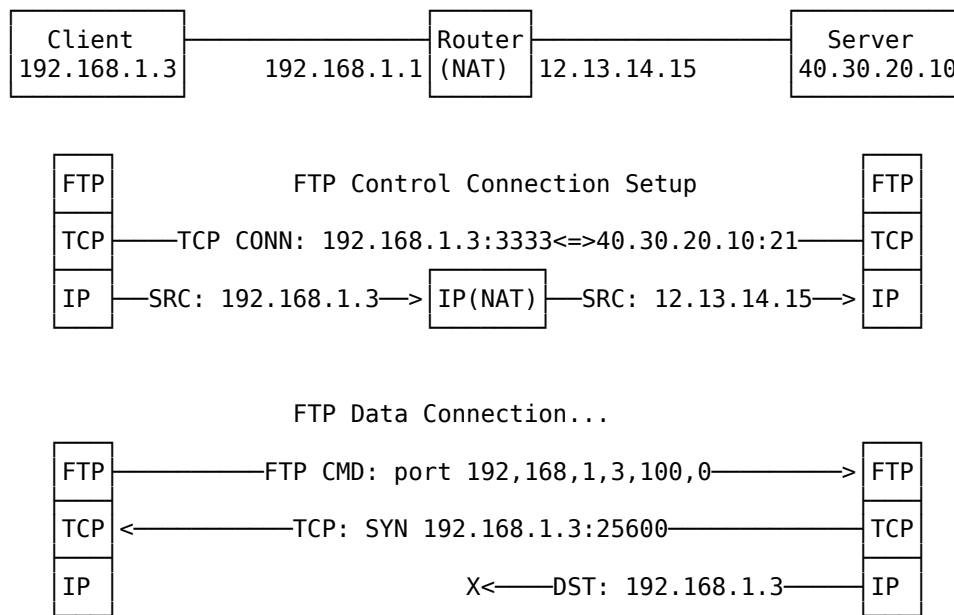 Client Router Server
192.168.1.3 192.168.1.1 (NAT) 12.13.14.15 40.30.20.10
FTP FTP Control Connection Setup FTP
TCP TCP CONN: 192.168.1.3:3333<=>40.30.20.10:21 TCP
IP SRC: 192.168.1.3 > IP(NAT) SRC: 12.13.14.15 > IP
FTP Data Connection...
FTP FTP CMD: port 192,168,1,3,100,0 > FTP
TCP < TCP: SYN 192.168.1.3:25600 TCP
IP X< DST: 192.168.1.3 IP